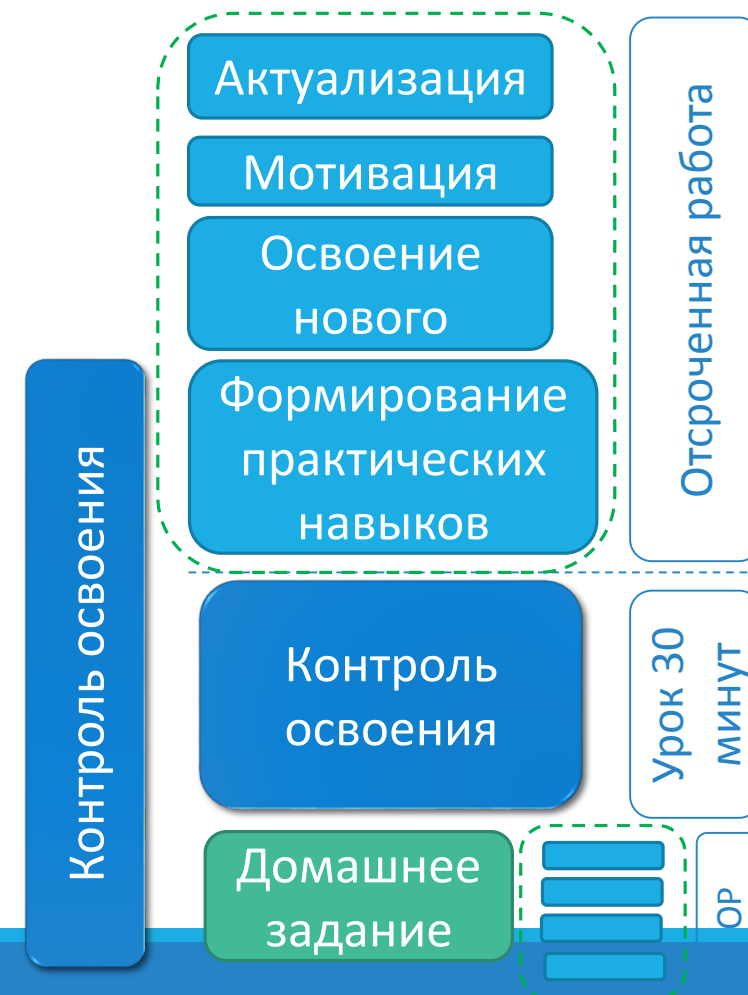 Актуализация
Мотивация
Освоение
нового
Формирование
практических
навыков
Отсроченная работа
Контроль освоения
Контроль
освоения
Урок 30
минут
Домашнее
задание
ОР